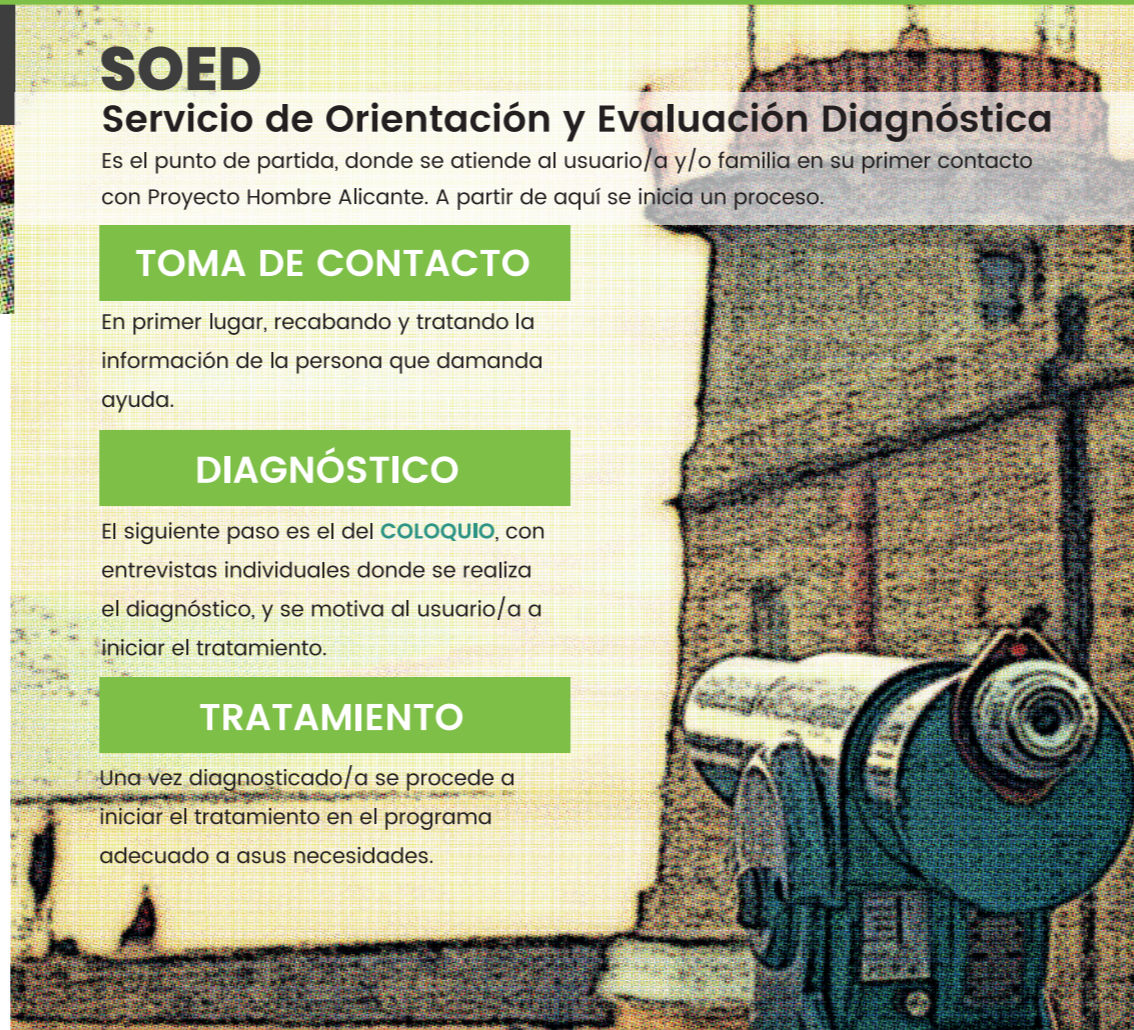 SOED
Servicio de Orientación y Evaluación Diagnóstica
Es el punto de partida, donde se atiende al usuario/a y/o familia en su primer contacto
con Proyecto Hombre Alicante. A partir de aquí se inicia un proceso.
TOMA DE CONTACTO
En primer lugar, recabando y tratando la
información de la persona que damanda
ayuda.
DIAGNÓSTICO
El siguiente paso es el del COLOQUIO, con
entrevistas individuales donde se realiza
el diagnóstico, y se motiva al usuario/a a
iniciar el tratamiento.
TRATAMIENTO
Una vez diagnosticado/a se procede a
iniciar el tratamiento en el programa
adecuado a asus necesidades.